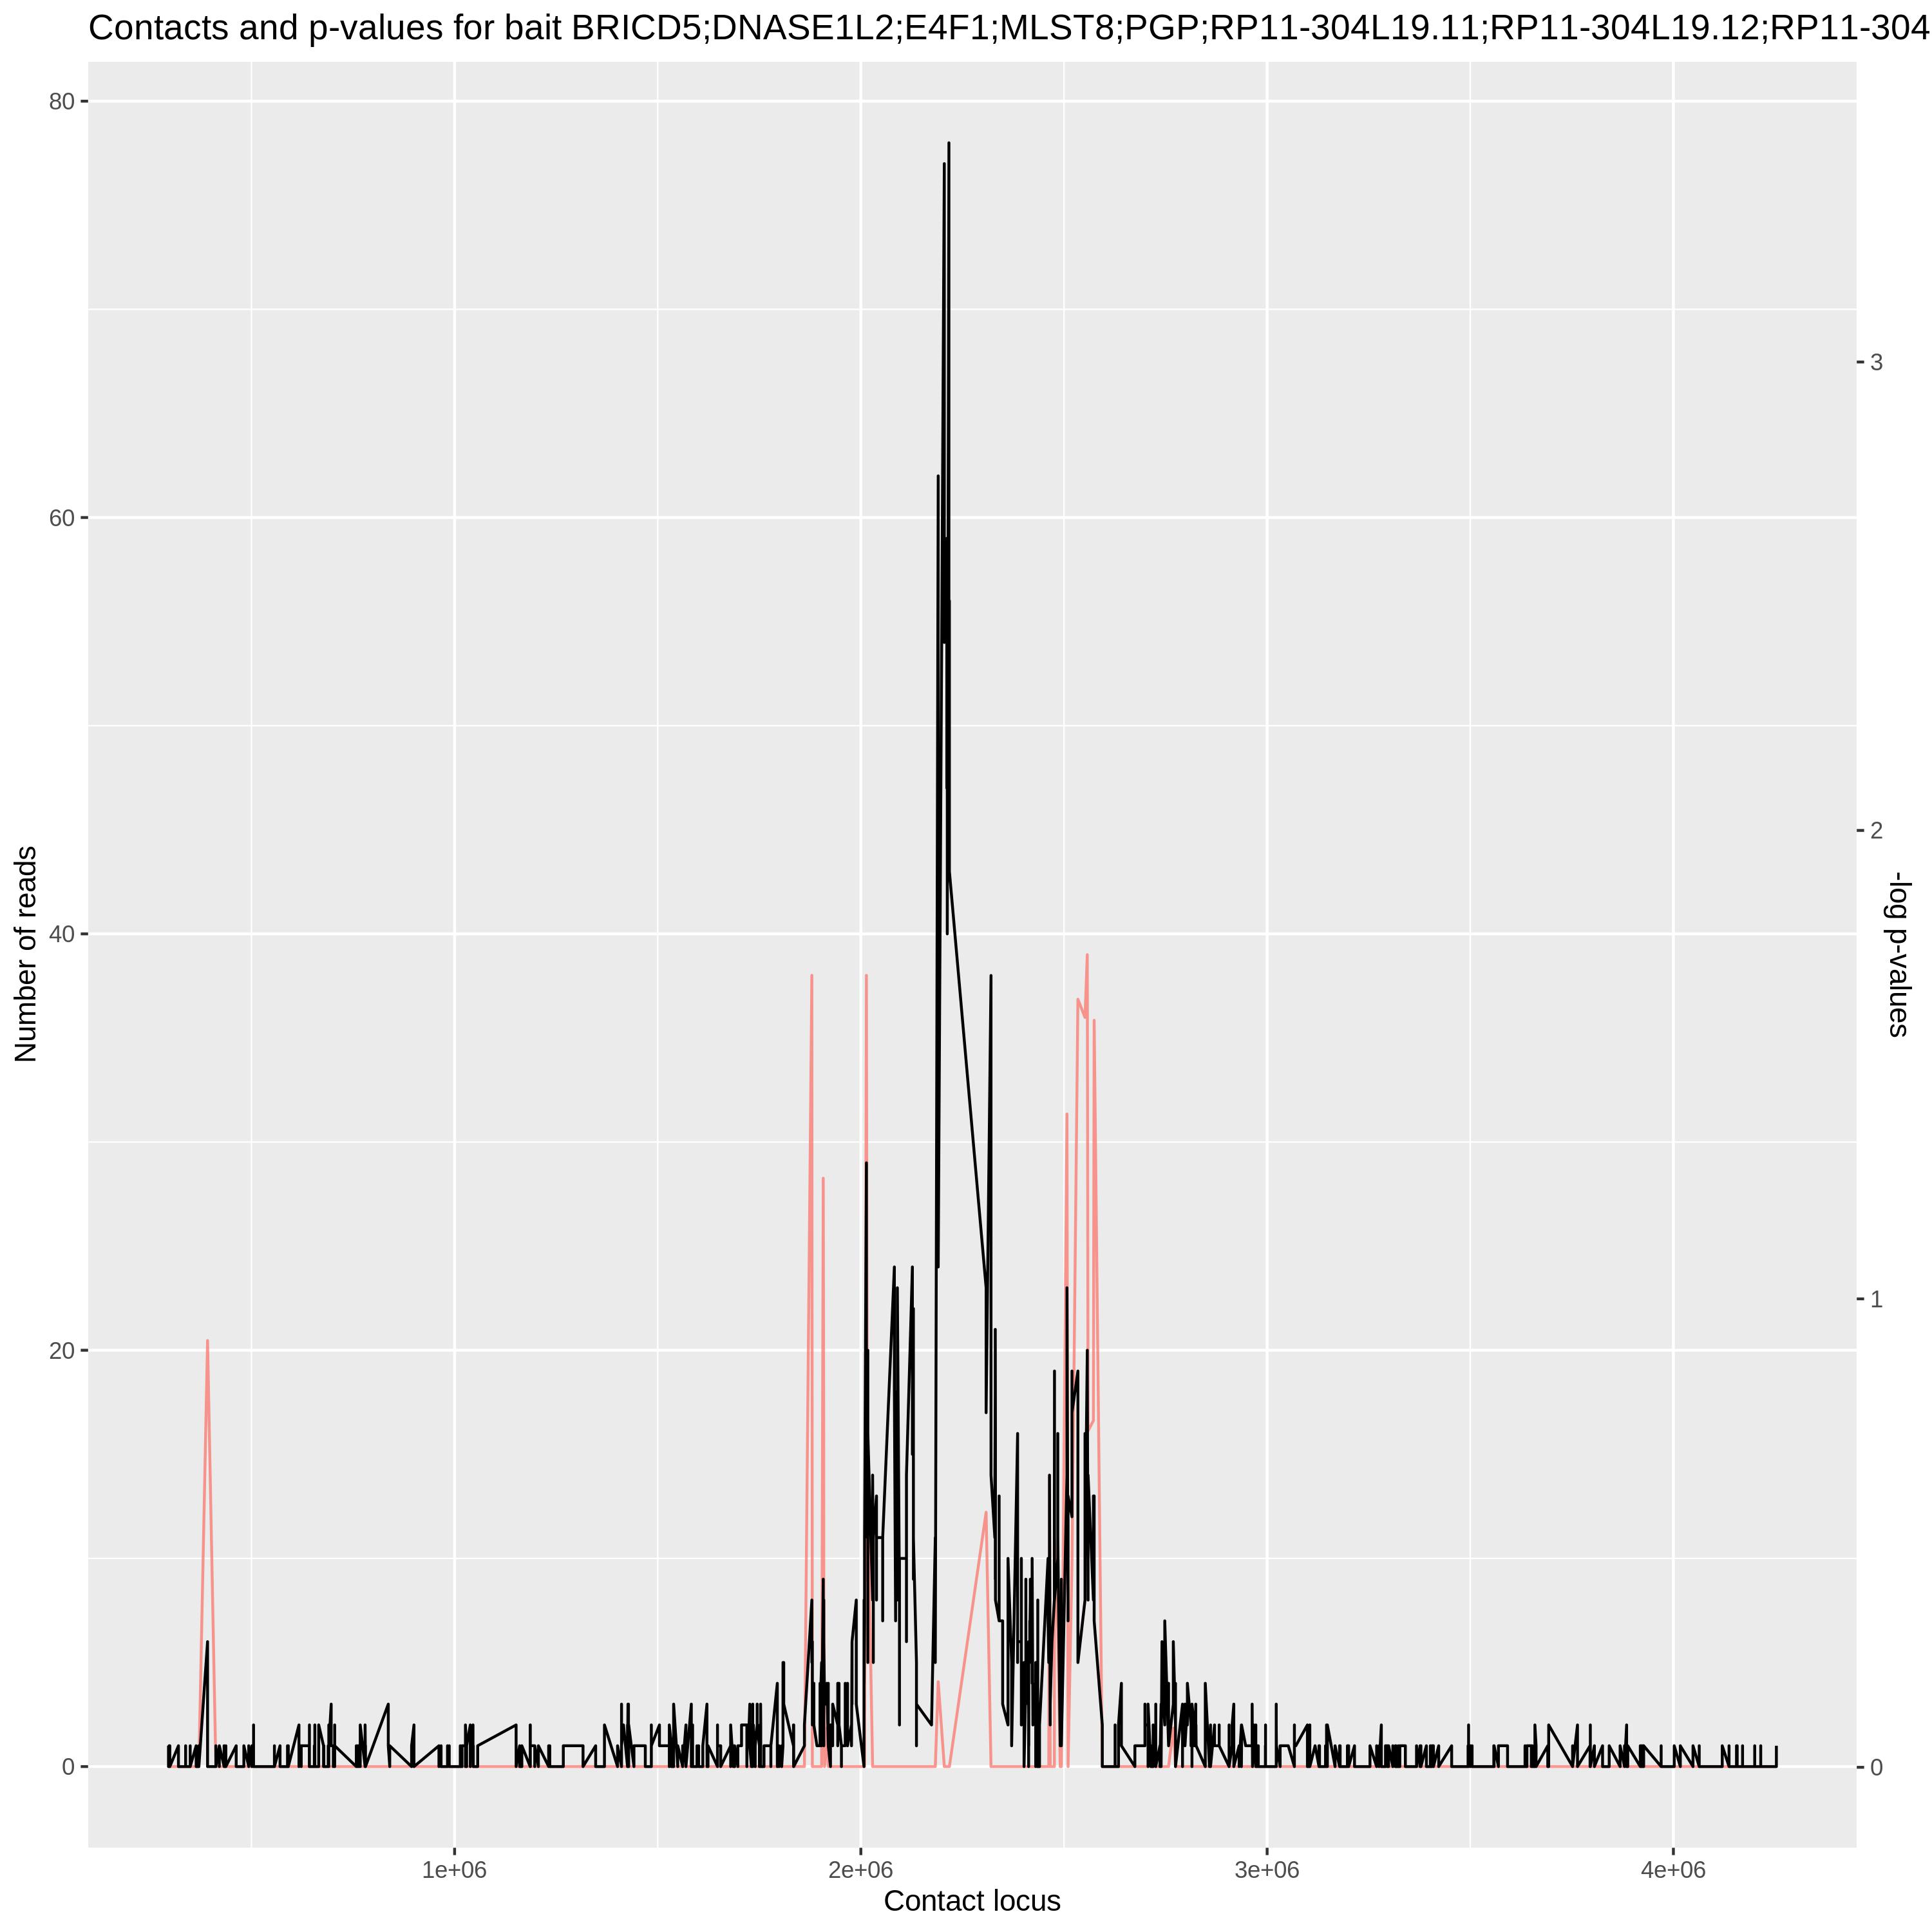 Contacts and p-values for bait BRICD5;DNASE1L2;E4F1;MLST8;PGP;RP11-304L19.11;RP11-304L19.12;RP11-304
80
60
40
20
0
Number of reads
3
2
1
0
-log p-values
1e+06
2e+06
3e+06
4e+06
Contact locus